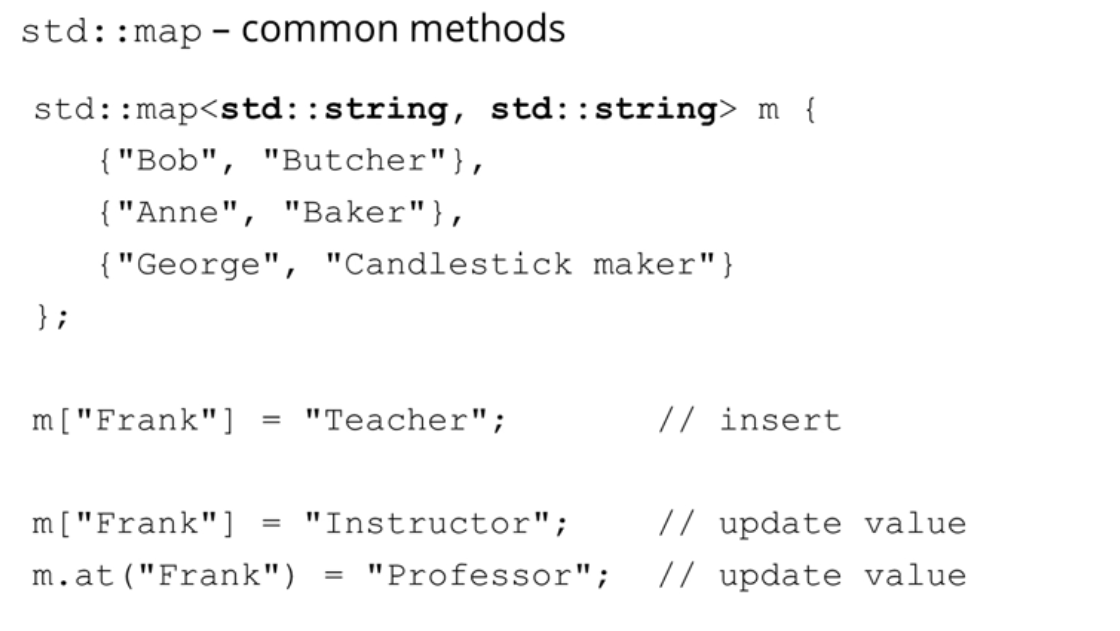 std::map – common methods
std::map<std::string, std::string> m {
{"Bob", "Butcher"},
{"Anne", "Baker"},
{"George", "Candlestick maker"}
};
m["Frank"] = "Teacher"; // insert
m["Frank"] = "Instructor"; // update value
m.at("Frank") = "Professor"; // update value